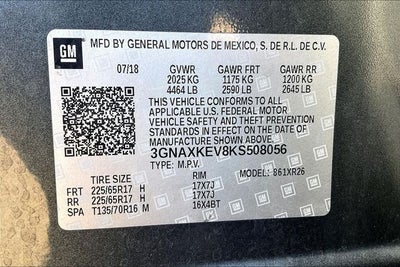 GM MFD BY GENERAL MOTORS DE MEXICO, S. DE R.L. DE C.V.
07/18 GVWR GAWR FRT GAWR RR
2025 KG 1175 KG 1200 KG
4464 LB 2590 LB 2645 LB
THIS VEHICLE CONFORMS TO ALL
APPLICABLE U.S. FEDERAL MOTOR
VEHICLE SAFETY AND THEFT
PREVENTION STANDARDS IN EFFECT ON
THE DATE OF MANUFACTURE SHOWN ABOVE.
3GNAXKEV8KS508056
TYPE: M.P.V. MODEL: 861XR26
TIRE SIZE RIM
FRT 225/65R17 H 17X7J
RR 225/65R17 H 17X7J
SPA T135/70R16 M 16X4BT